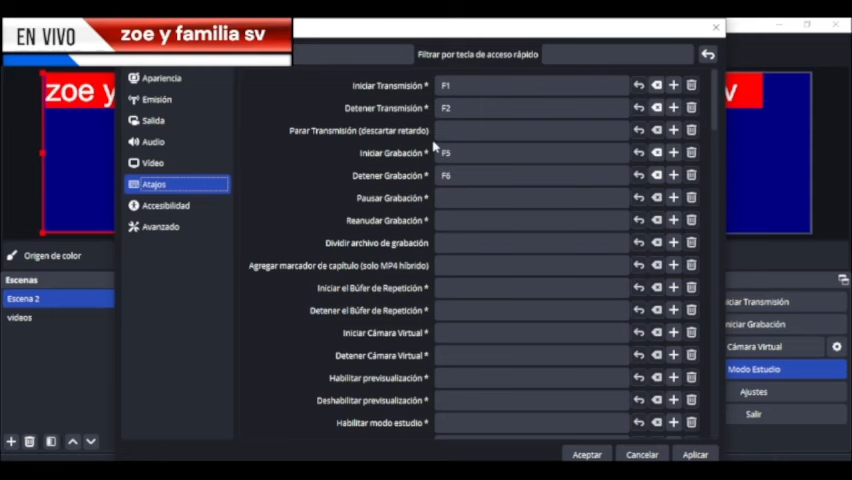 EN VIVO
zoe y familia sv
Filtrar por tecla de acceso rápido
zoe y
v
Apariencia
Emisión
Salida
Audio
Vídeo
Atajos
Accesibilidad
Avanzado
Iniciar Transmisión * F1
Detener Transmisión * F2
Parar Transmisión (descartar retardo)
Iniciar Grabación * F5
Detener Grabación * F6
Pausar Grabación *
Reanudar Grabación *
Dividir archivo de grabación
Agregar marcador de capítulo (solo MP4 híbrido)
Iniciar el Búfer de Repetición *
Detener el Búfer de Repetición *
Iniciar Cámara Virtual *
Detener Cámara Virtual *
Habilitar previsualización *
Deshabilitar previsualización *
Habilitar modo estudio *
Aceptar
Cancelar
Aplicar
Origen de color
Escenas
Escena 2
videos
iciar Transmisión
niciar Grabación
Cámara Virtual
Modo Estudio
Ajustes
Salir